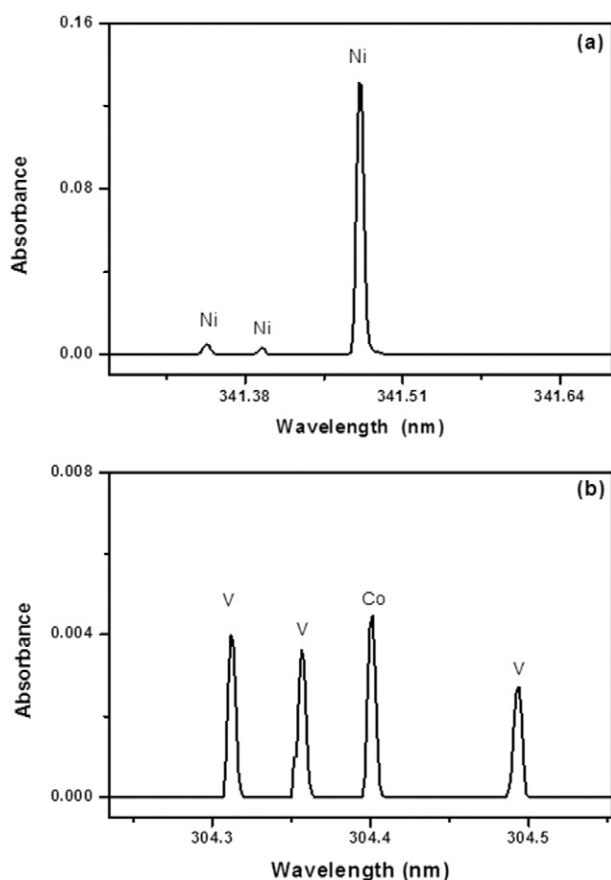 0.16
(a)
Ni
0.08
Absorbance
Ni
Ni
0.00
341.38
341.51
341.64
Wavelength (nm)
0.008
(b)
V
V
Co
V
0.004
Absorbance
0.000
304.3
304.4
304.5
Wavelength (nm)